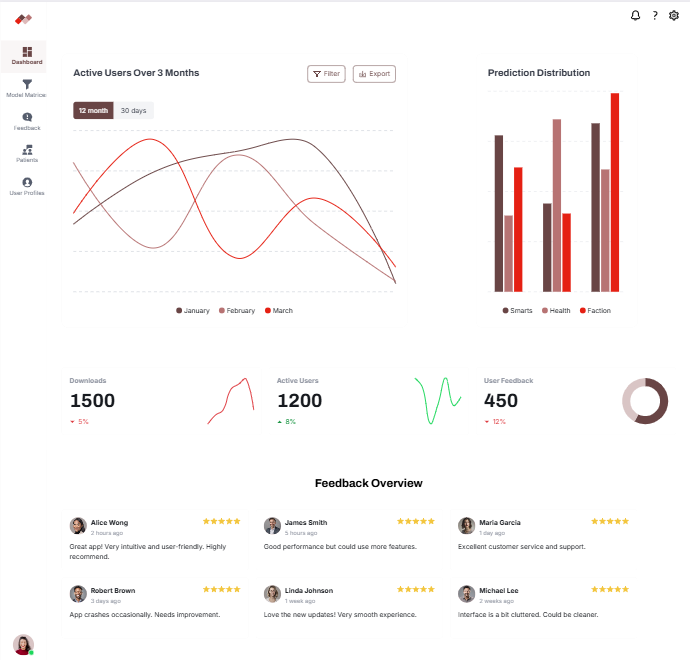 ?
Dashboard
Model Matrices
Feedback
Patients
User Profiles
Active Users Over 3 Months
Filter
Export
12 month
30 days
January
February
March
Prediction Distribution
Smarts
Health
Faction
Downloads
1500
5%
Active Users
1200
8%
User Feedback
450
12%
Feedback Overview
Alice Wong
2 hours ago
Great app! Very intuitive and user-friendly. Highly
recommend.
James Smith
5 hours ago
Good performance but could use more features.
Maria Garcia
1 day ago
Excellent customer service and support.
Robert Brown
3 days ago
App crashes occasionally. Needs improvement.
Linda Johnson
1 week ago
Love the new updates! Very smooth experience.
Michael Lee
2 weeks ago
Interface is a bit cluttered. Could be cleaner.